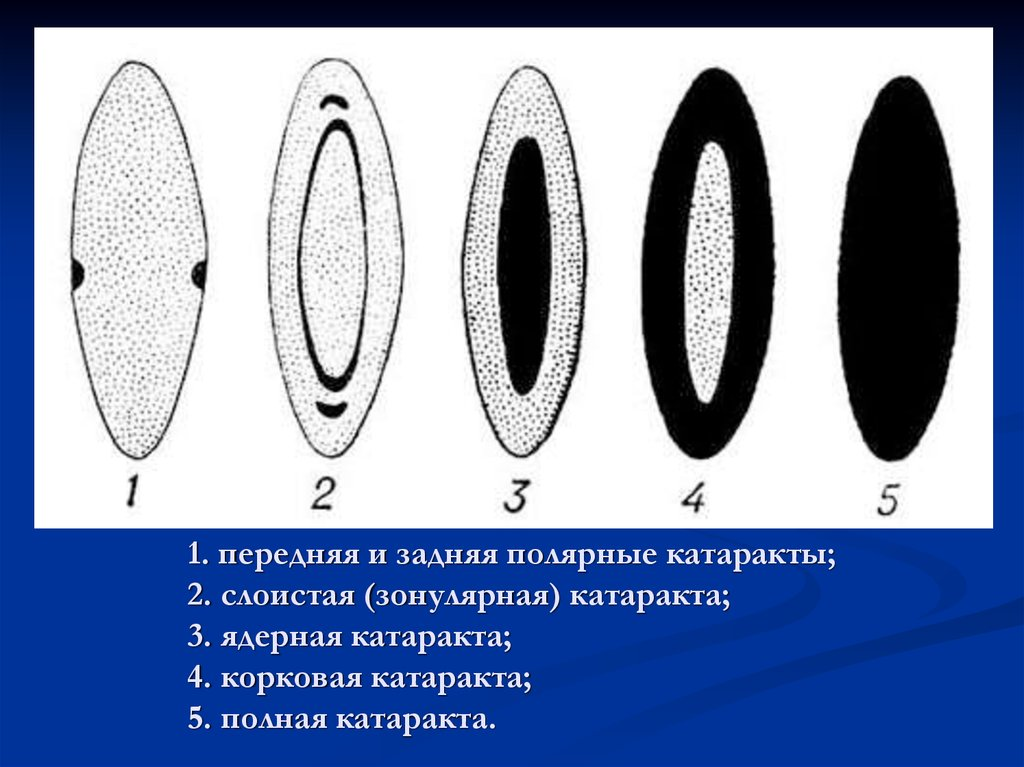 1 2 3 4 5
1. передняя и задняя полярные катаракты;
2. слоистая (зонулярная) катаракта;
3. ядерная катаракта;
4. корковая катаракта;
5. полная катаракта.